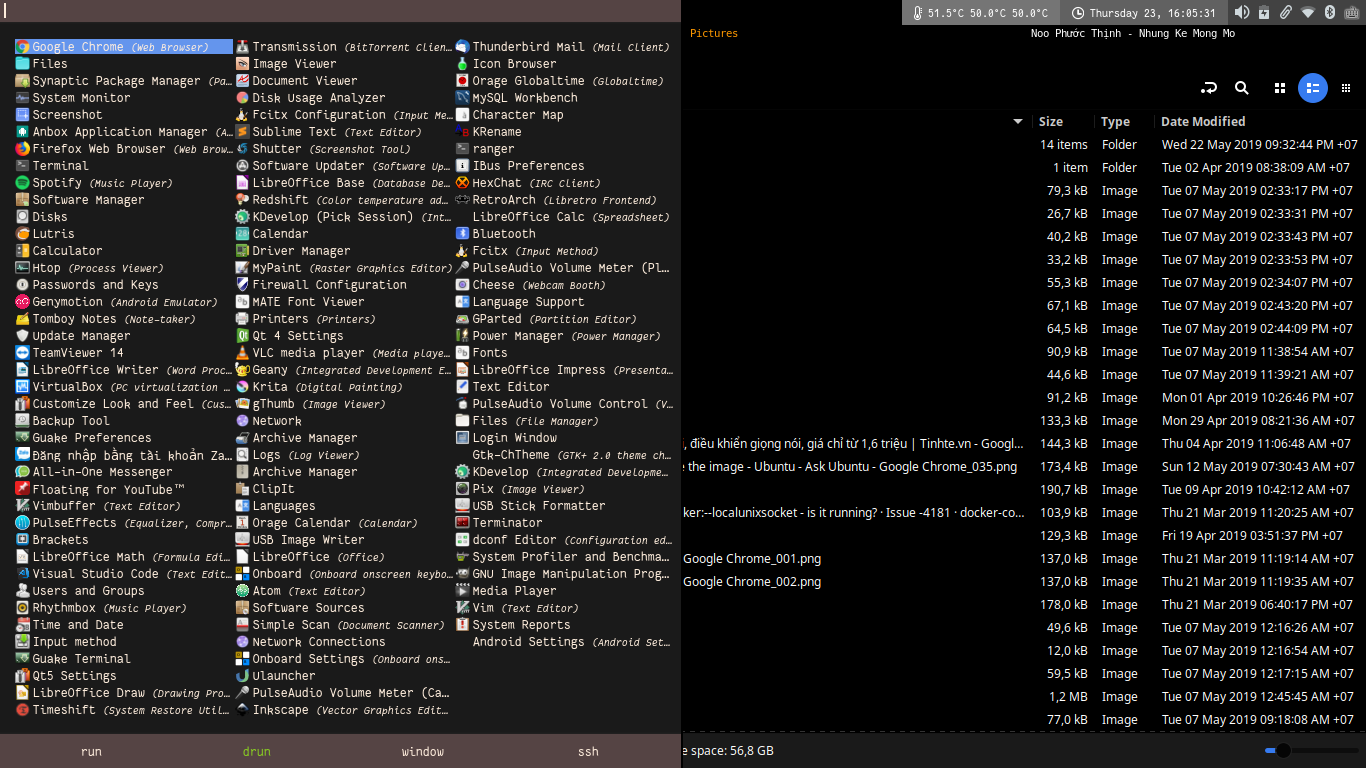 51.5°C 50.0°C 50.0°C
Thursday 23, 16:05:31
Google Chrome (Web Browser)
Files
Synaptic Package Manager (Pa…
System Monitor
Screenshot
Anbox Application Manager (A…
Firefox Web Browser (Web Brow…
Terminal
Spotify (Music Player)
Software Manager
Disks
Lutris
Calculator
Htop (Process Viewer)
Passwords and Keys
Genymotion (Android Emulator)
Tomboy Notes (Note-taker)
Update Manager
TeamViewer 14
LibreOffice Writer (Word Proc…
VirtualBox (PC virtualization …
Customize Look and Feel (Cus…
Backup Tool
Guake Preferences
Đăng nhập bằng tài khoản Za…
All-in-One Messenger
Floating for YouTube™
Vimbuffer (Text Editor)
PulseEffects (Equalizer, Compr…
Brackets
LibreOffice Math (Formula Edi…
Visual Studio Code (Text Edit…
Users and Groups
Rhythmbox (Music Player)
Time and Date
Input method
Guake Terminal
Qt5 Settings
LibreOffice Draw (Drawing Pro…
Timeshift (System Restore Util…
Transmission (BitTorrent Clien…
Image Viewer
Document Viewer
Disk Usage Analyzer
Fcitx Configuration (Input Me…
Sublime Text (Text Editor)
Shutter (Screenshot Tool)
Software Updater (Software Up…
LibreOffice Base (Database De…
Redshift (Color temperature ad…
KDevelop (Pick Session) (Int…
Calendar
Driver Manager
MyPaint (Raster Graphics Editor)
Firewall Configuration
MATE Font Viewer
Printers (Printers)
Qt 4 Settings
VLC media player (Media playe…
Geany (Integrated Development E…
Krita (Digital Painting)
gThumb (Image Viewer)
Network
Archive Manager
Logs (Log Viewer)
Archive Manager
ClipIt
Languages
Orage Calendar (Calendar)
USB Image Writer
LibreOffice (Office)
Onboard (Onboard onscreen keybo…
Atom (Text Editor)
Software Sources
Simple Scan (Document Scanner)
Network Connections
Onboard Settings (Onboard ons…
Ulauncher
PulseAudio Volume Meter (Ca…
Inkscape (Vector Graphics Edit…
Thunderbird Mail (Mail Client)
Icon Browser
Orage Globaltime (Globaltime)
MySQL Workbench
Character Map
KRename
ranger
IBus Preferences
HexChat (IRC Client)
RetroArch (Libretro Frontend)
LibreOffice Calc (Spreadsheet)
Bluetooth
Fcitx (Input Method)
PulseAudio Volume Meter (Pl…
Cheese (Webcam Booth)
Language Support
GParted (Partition Editor)
Power Manager (Power Manager)
Fonts
LibreOffice Impress (Presenta…
Text Editor
PulseAudio Volume Control (V…
Files (File Manager)
Login Window
Gtk-ChTheme (GTK+ 2.0 theme ch…
KDevelop (Integrated Developme…
Pix (Image Viewer)
USB Stick Formatter
Terminator
dconf Editor (Configuration ed…
System Profiler and Benchma…
GNU Image Manipulation Prog…
Media Player
Vim (Text Editor)
System Reports
Android Settings (Android Set…
run drun window ssh
Pictures
Noo Phước Thịnh - Nhung Ke Mong Mo
Size Type Date Modified
14 items Folder Wed 22 May 2019 09:32:44 PM +07
1 item Folder Tue 02 Apr 2019 08:38:09 AM +07
79,3 kB Image Tue 07 May 2019 02:33:17 PM +07
26,7 kB Image Tue 07 May 2019 02:33:31 PM +07
40,2 kB Image Tue 07 May 2019 02:33:43 PM +07
33,2 kB Image Tue 07 May 2019 02:33:53 PM +07
55,3 kB Image Tue 07 May 2019 02:34:07 PM +07
67,1 kB Image Tue 07 May 2019 02:43:20 PM +07
64,5 kB Image Tue 07 May 2019 02:44:09 PM +07
90,9 kB Image Tue 07 May 2019 11:38:54 AM +07
44,6 kB Image Tue 07 May 2019 11:39:21 AM +07
91,2 kB Image Mon 01 Apr 2019 10:26:46 PM +07
133,3 kB Image Mon 29 Apr 2019 08:21:36 AM +07
, điều khiển giọng nói, giá chỉ từ 1,6 triệu | Tinhte.vn - Googl… 144,3 kB Image Thu 04 Apr 2019 11:06:48 AM +07
e the image - Ubuntu - Ask Ubuntu - Google Chrome_035.png 173,4 kB Image Sun 12 May 2019 07:30:43 AM +07
190,7 kB Image Tue 09 Apr 2019 10:42:12 AM +07
ker:--localunixsocket - is it running? · Issue -4181 · docker-co… 103,9 kB Image Thu 21 Mar 2019 11:20:25 AM +07
129,3 kB Image Fri 19 Apr 2019 03:51:37 PM +07
Google Chrome_001.png 137,0 kB Image Thu 21 Mar 2019 11:19:14 AM +07
Google Chrome_002.png 137,0 kB Image Thu 21 Mar 2019 11:19:35 AM +07
178,0 kB Image Thu 21 Mar 2019 06:40:17 PM +07
49,6 kB Image Tue 07 May 2019 12:16:26 AM +07
12,0 kB Image Tue 07 May 2019 12:16:54 AM +07
59,5 kB Image Tue 07 May 2019 12:17:15 AM +07
1,2 MB Image Tue 07 May 2019 12:45:45 AM +07
77,0 kB Image Tue 07 May 2019 09:18:08 AM +07
e space: 56,8 GB